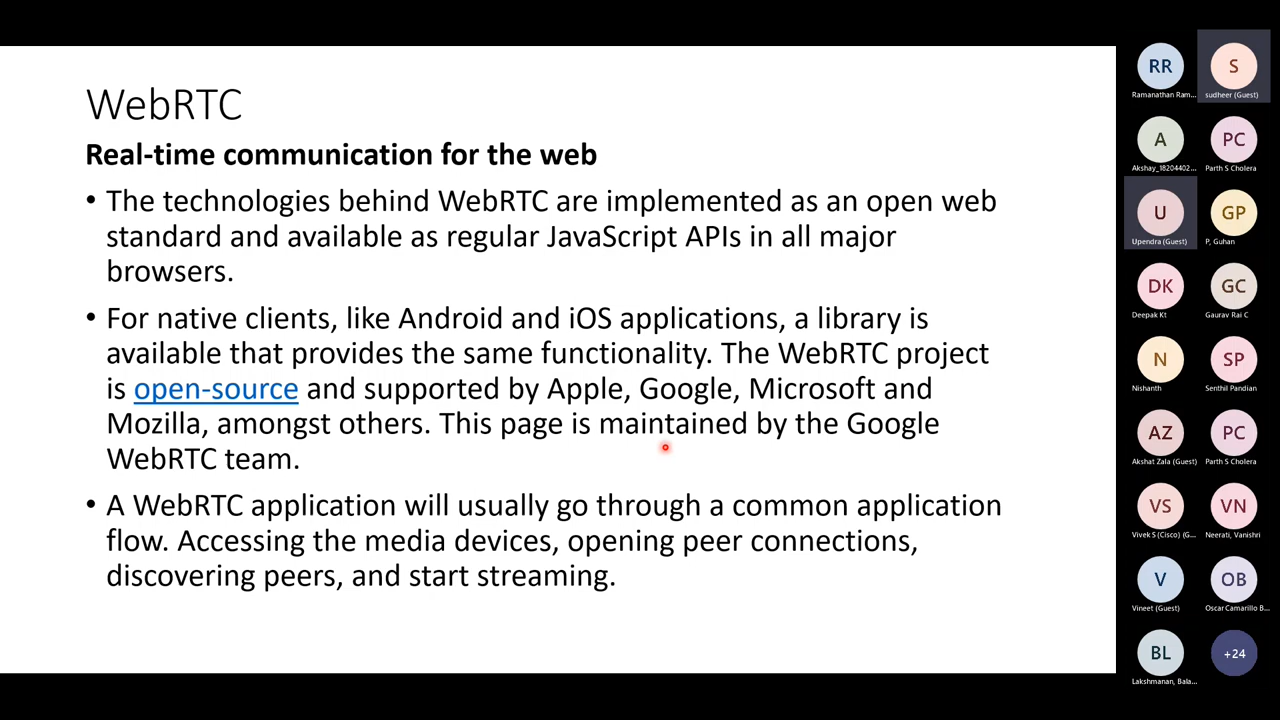 WebRTC
Real-time communication for the web
• The technologies behind WebRTC are implemented as an open web
standard and available as regular JavaScript APIs in all major
browsers.
• For native clients, like Android and iOS applications, a library is
available that provides the same functionality. The WebRTC project
is open-source and supported by Apple, Google, Microsoft and
Mozilla, amongst others. This page is maintained by the Google
WebRTC team.
• A WebRTC application will usually go through a common application
flow. Accessing the media devices, opening peer connections,
discovering peers, and start streaming.
RR
Ramanathan Ram...
S
sudheer (Guest)
A
Akshay_18204402...
PC
Parth S Cholera
U
Upendra (Guest)
GP
P, Guhan
DK
Deepak Kt
GC
Gaurav Rai C
N
Nishanth
SP
Senthil Pandian
AZ
Akshat Zala (Guest)
PC
Parth S Cholera
VS
Vivek S (Cisco) (G...
VN
Neerati, Vanishri
V
Vineet (Guest)
OB
Oscar Camarillo B...
BL
Lakshmanan, Bala...
+24